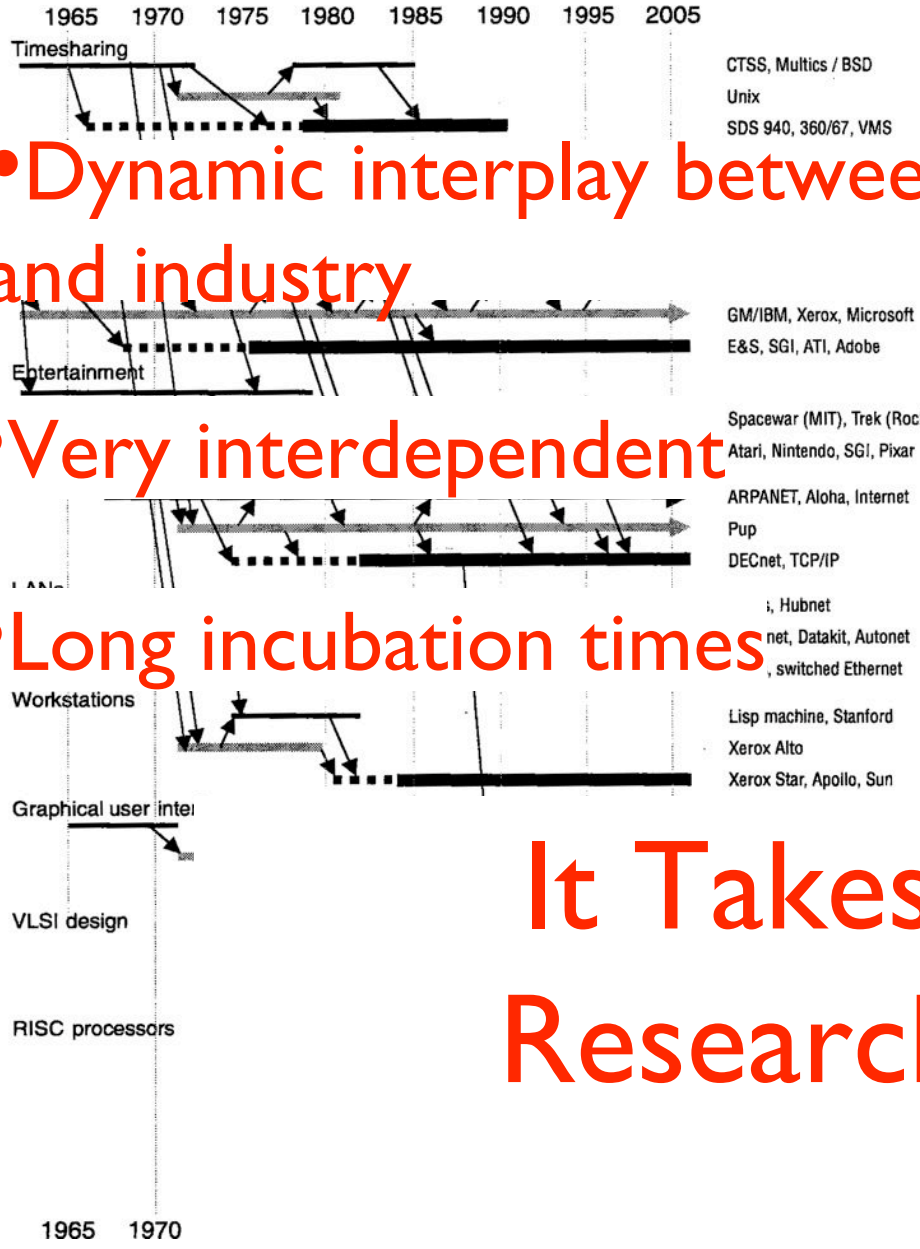 1965 1970 1975 1980 1985 1990 1995 2005
Timesharing
CTSS, Multics / BSD
Unix
SDS 940, 360/67, VMS
•Dynamic interplay betwee
and industry
GM/IBM, Xerox, Microsoft
E&S, SGI, ATI, Adobe
Entertainment
Spacewar (MIT), Trek (Roc
•Very interdependent
Atari, Nintendo, SGI, Pixar
ARPANET, Aloha, Internet
Pup
DECnet, TCP/IP
LANs
s, Hubnet
•Long incubation times
net, Datakit, Autonet
, switched Ethernet
Workstations
Lisp machine, Stanford
Xerox Alto
Xerox Star, Apollo, Sun
Graphical user inter
It Takes
VLSI design
Research
RISC processors
1965 1970